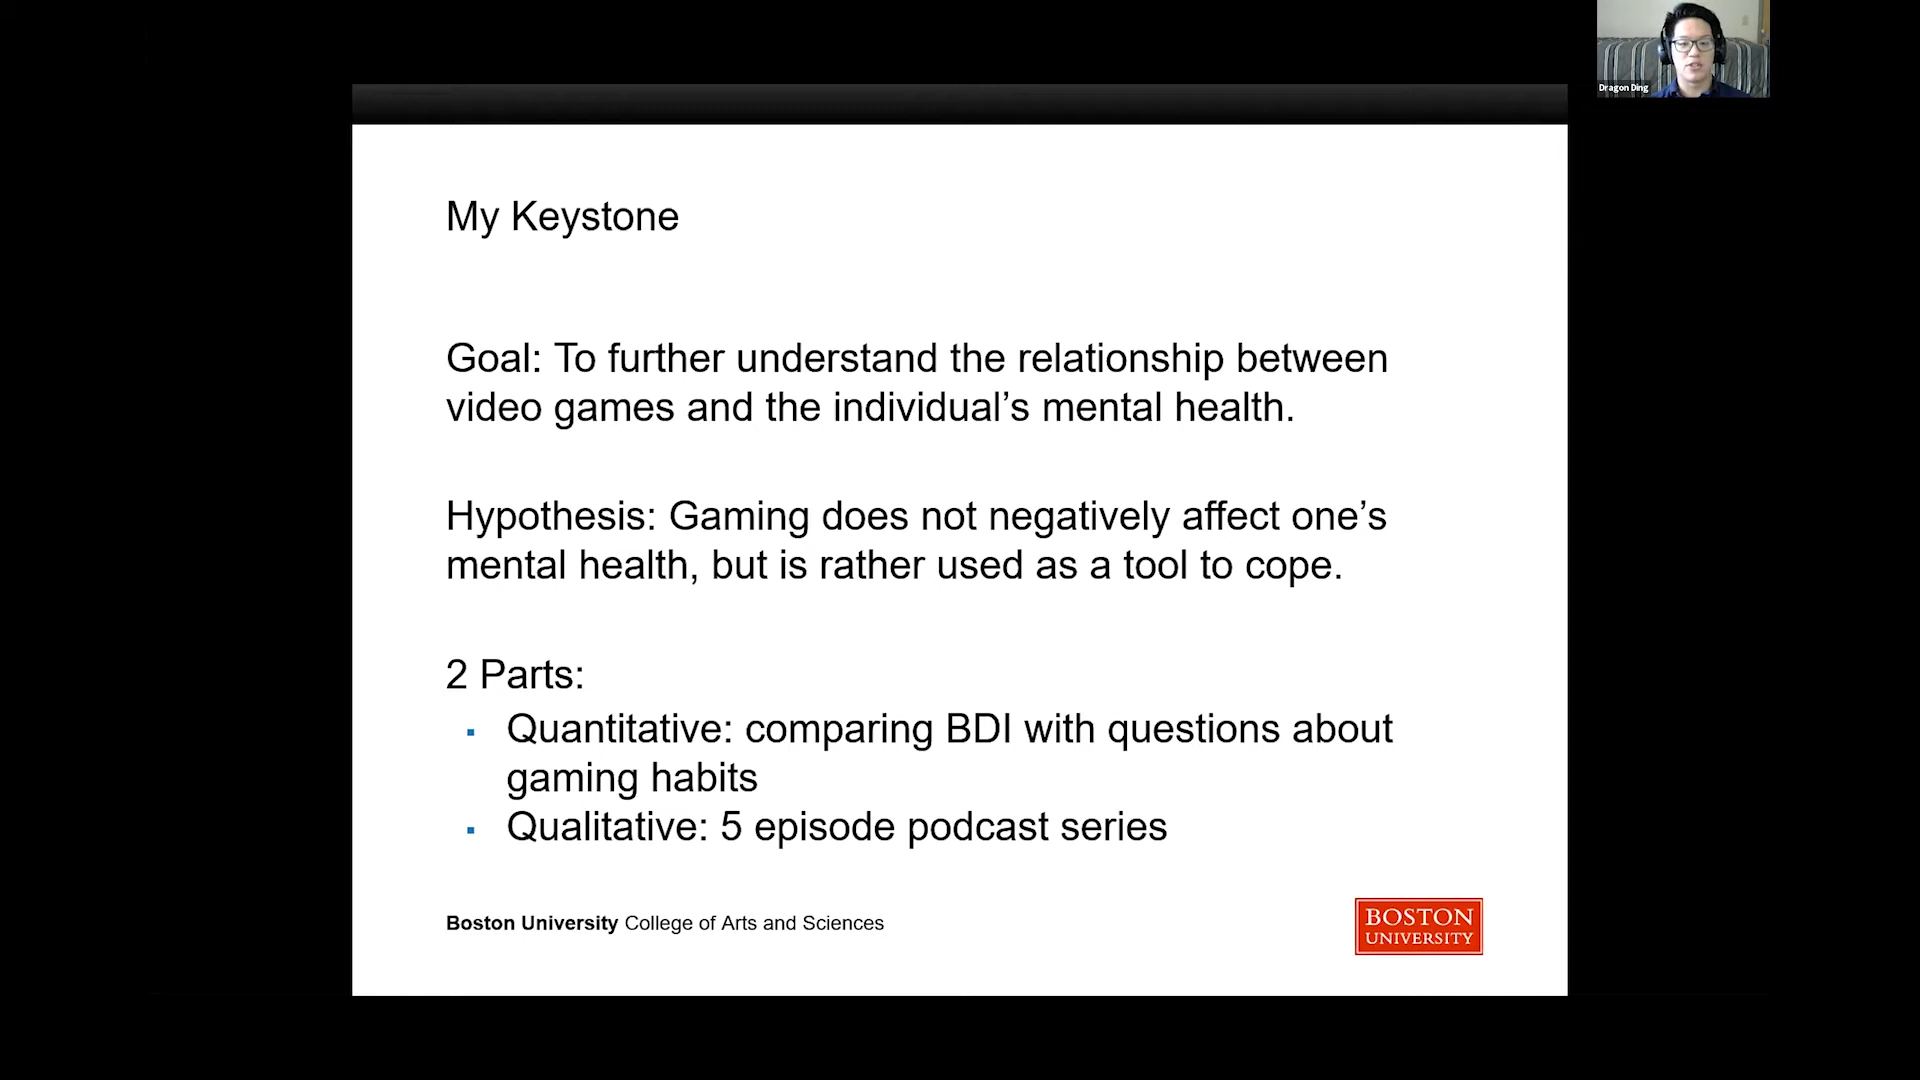 Dragon Ding
My Keystone
Goal: To further understand the relationship between
video games and the individual’s mental health.
Hypothesis: Gaming does not negatively affect one’s
mental health, but is rather used as a tool to cope.
2 Parts:
▪ Quantitative: comparing BDI with questions about
gaming habits
▪ Qualitative: 5 episode podcast series
Boston University College of Arts and Sciences
BOSTON
UNIVERSITY